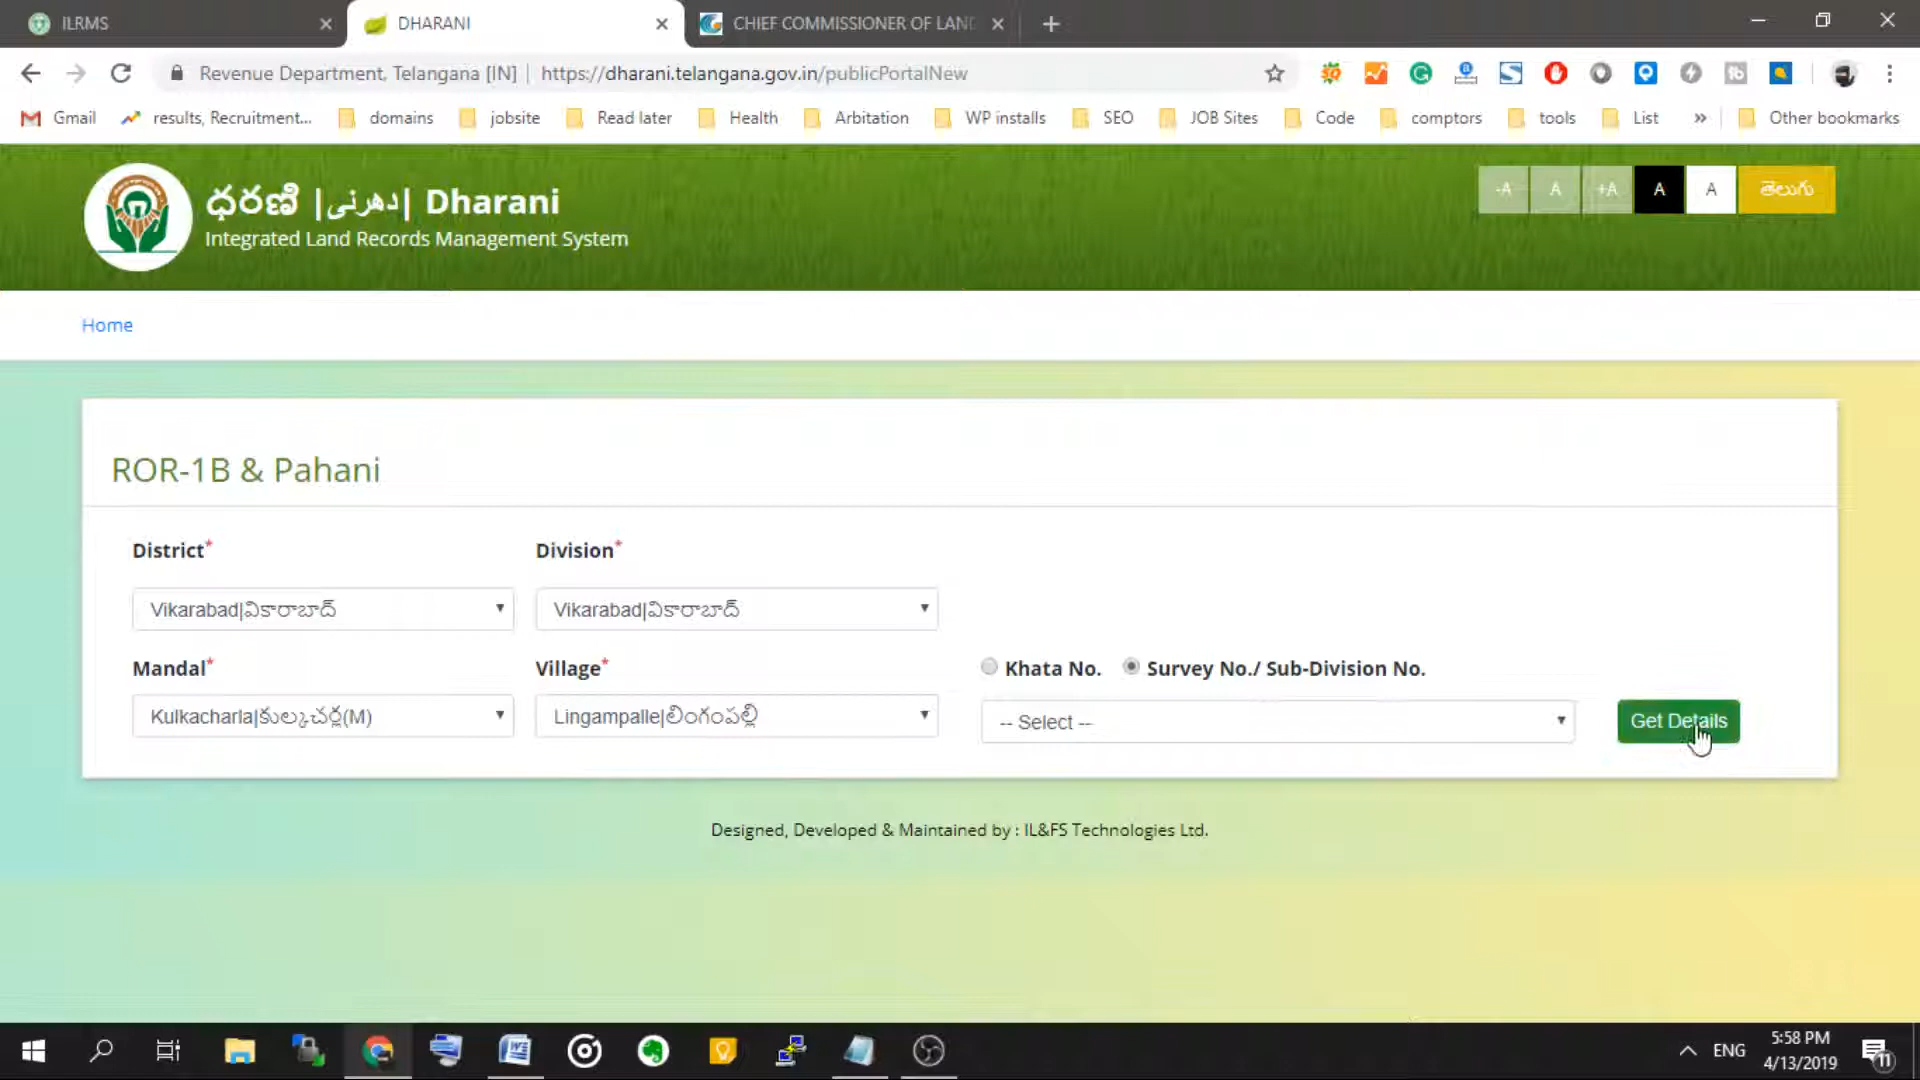 ILRMS
DHARANI
CHIEF COMMISSIONER OF LAN
Revenue Department, Telangana [IN] | https://dharani.telangana.gov.in/publicPortalNew
Gmail
results, Recruitment...
domains
jobsite
Read later
Health
Arbitation
WP installs
SEO
JOB Sites
Code
comptors
tools
List
»
Other bookmarks
ధరణి |دھرنی| Dharani
Integrated Land Records Management System
-A
A
+A
A
A
తెలుగు
Home
ROR-1B & Pahani
District*
Division*
Vikarabad|వికారాబాద్
Vikarabad|వికారాబాద్
Mandal*
Village*
Khata No.
Survey No./ Sub-Division No.
Kulkacharla|కుల్కచర్ల(M)
Lingampalle|లింగంపల్లి
-- Select --
Get Details
Designed, Developed & Maintained by : IL&FS Technologies Ltd.
ENG
5:58 PM
4/13/2019
11